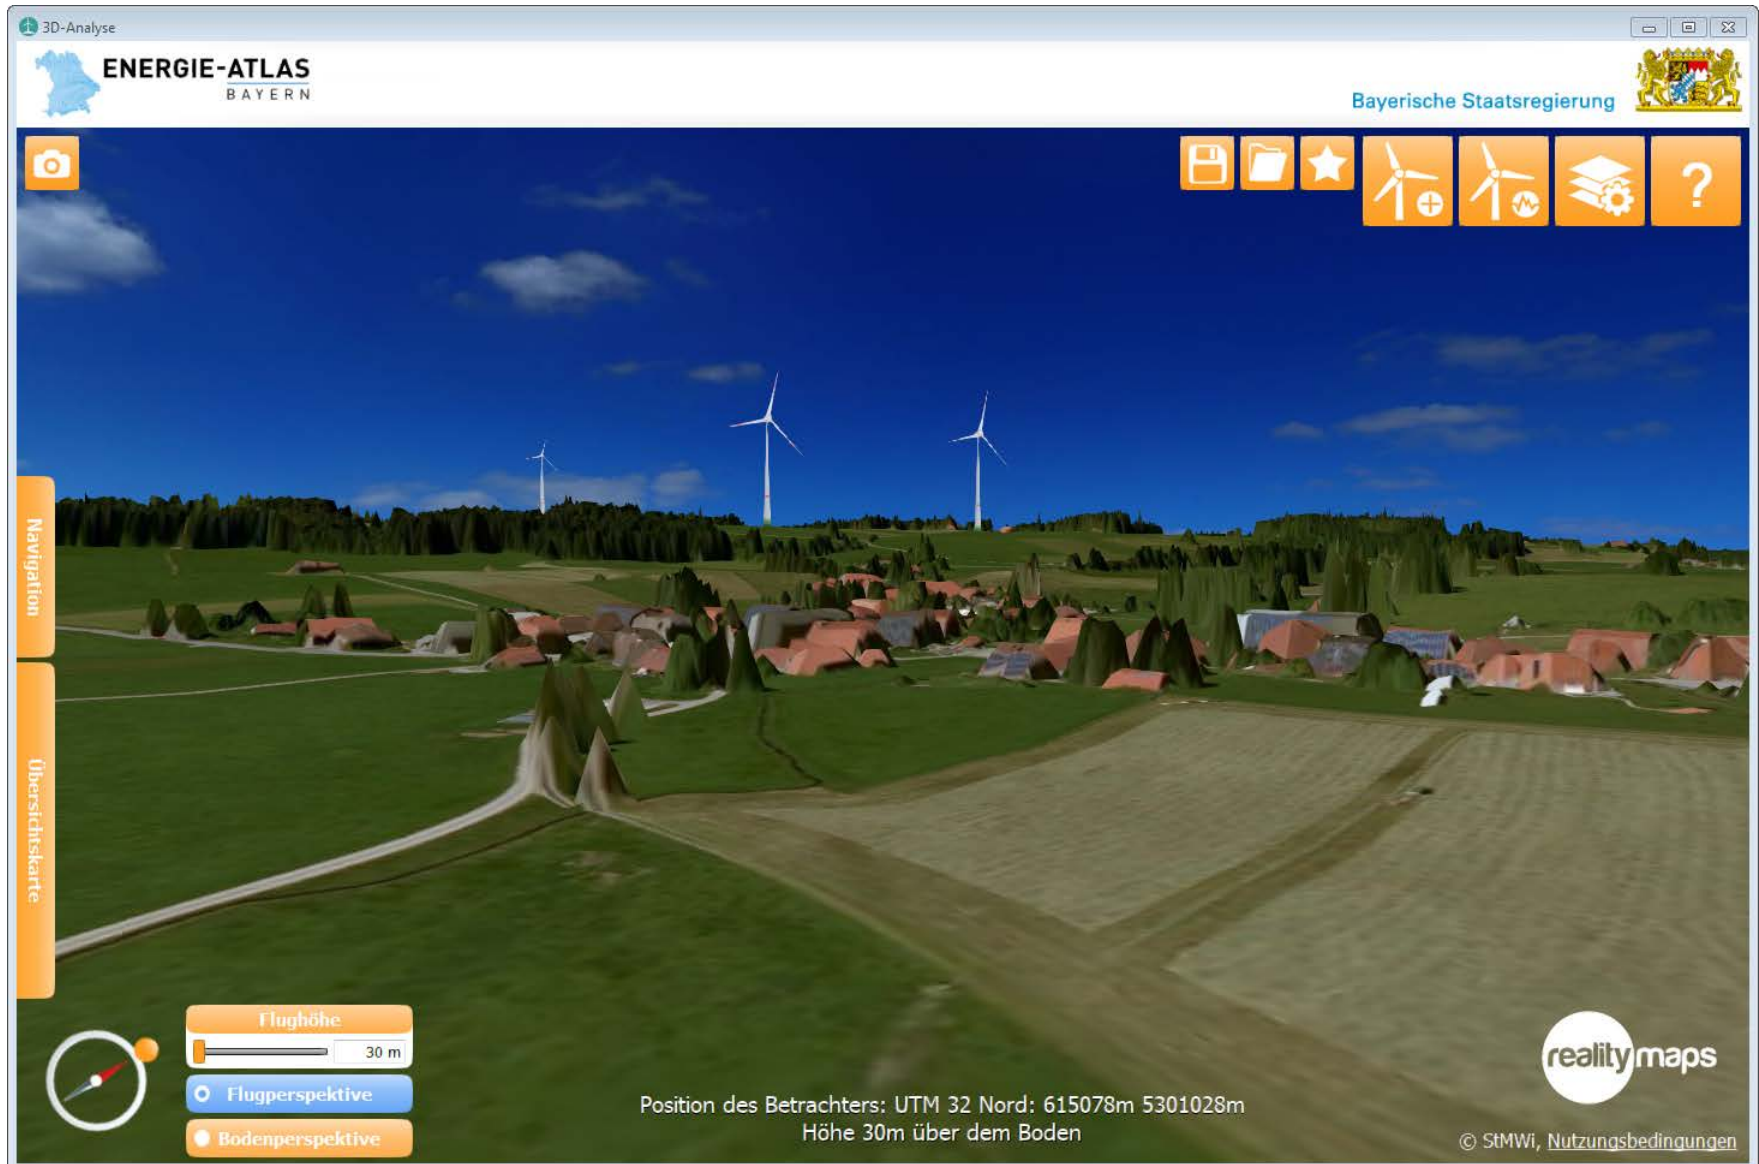 3D-Analyse
ENERGIE-ATLAS
BAYERN
Bayerische Staatsregierung
?
Navigation
Übersichtskarte
Flughöhe
30 m
Flugperspektive
Bodenperspektive
Position des Betrachters: UTM 32 Nord: 615078m 5301028m
Höhe 30m über dem Boden
realitymaps
© StMWi, Nutzungsbedingungen